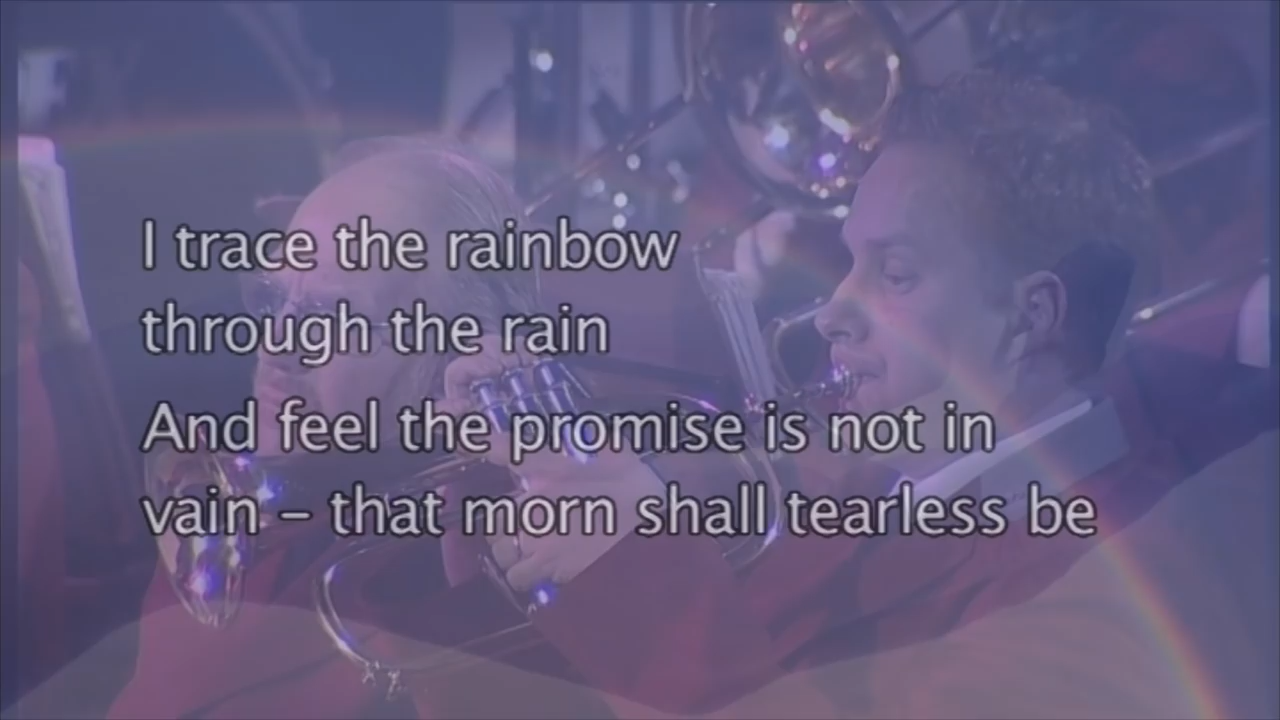 I trace the rainbow
through the rain
And feel the promise is not in
vain – that morn shall tearless be